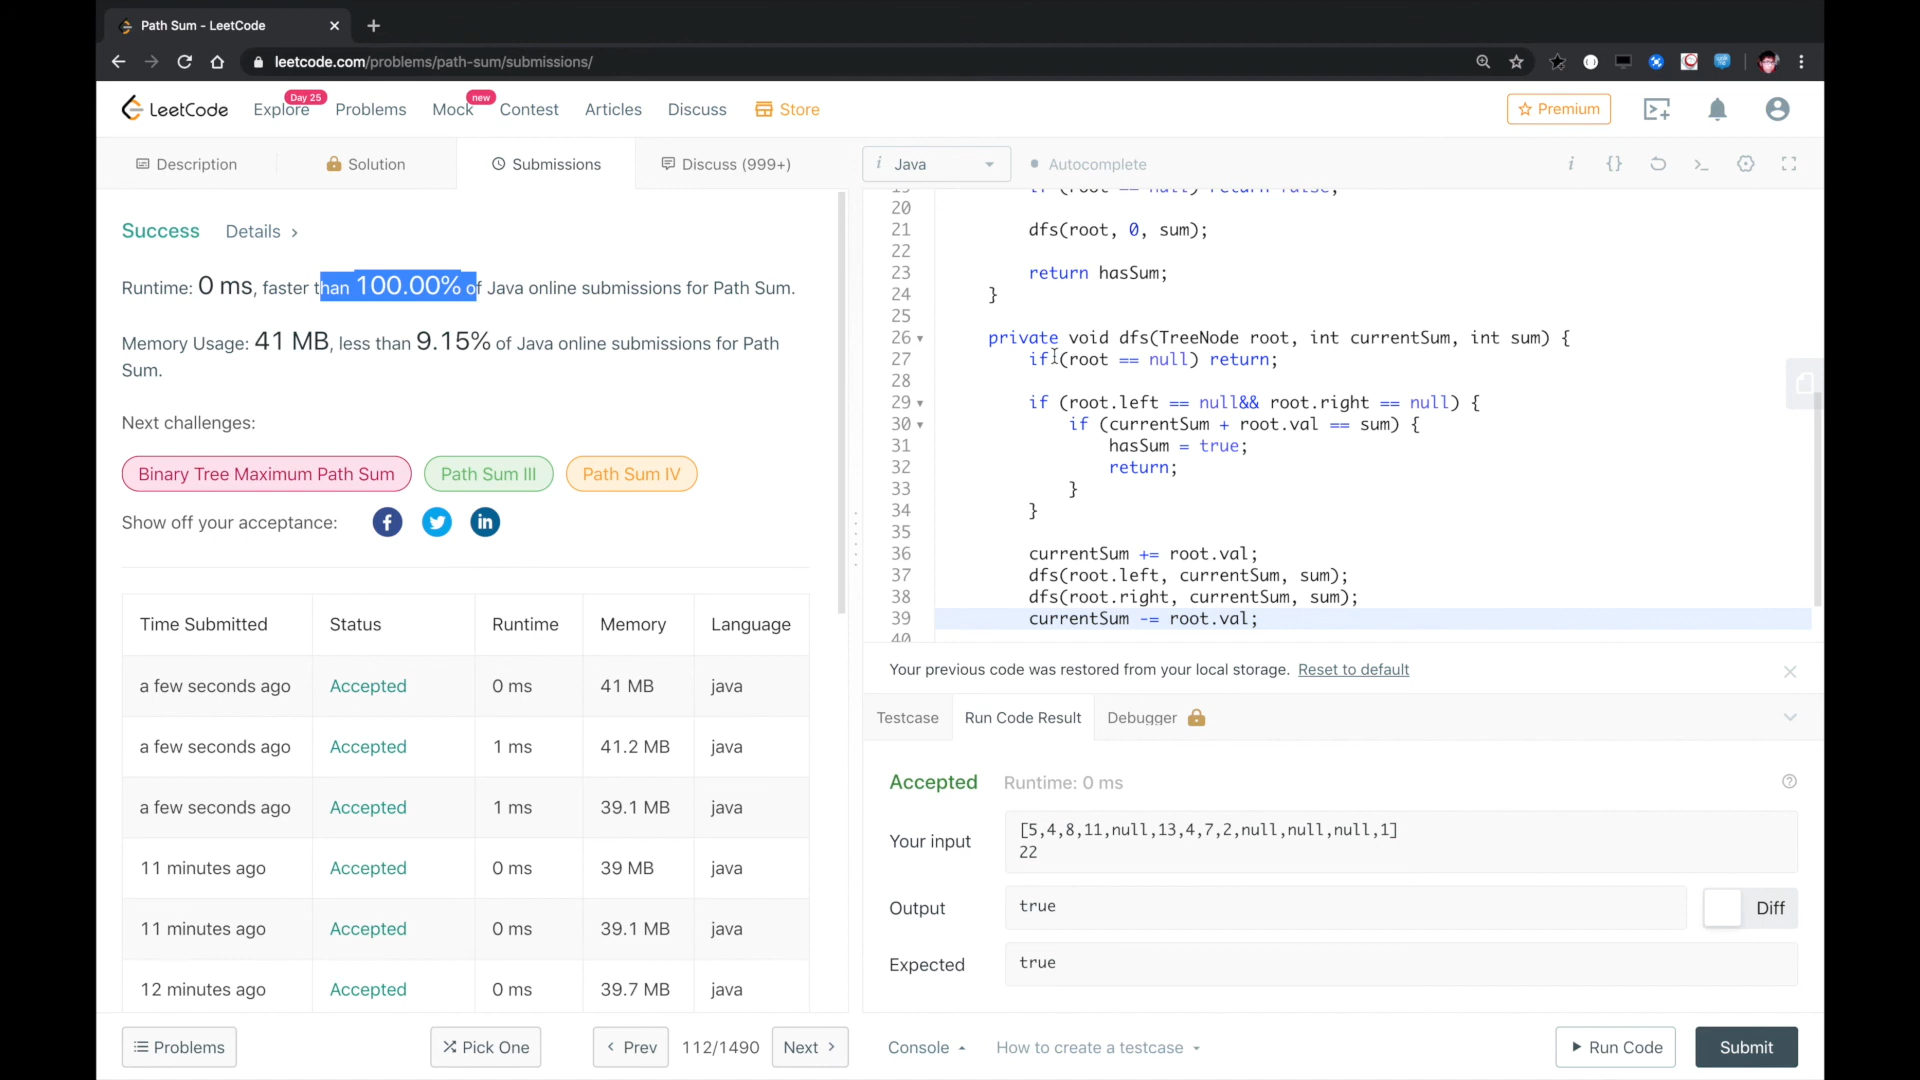 Path Sum - LeetCode
leetcode.com/problems/path-sum/submissions/
LeetCode
Explore
Day 25
Problems
Mock
new
Contest
Articles
Discuss
Store
Premium
Description
Solution
Submissions
Discuss (999+)
i Java
Autocomplete
Success
Details
Runtime: 0 ms, faster than 100.00% of Java online submissions for Path Sum.
Memory Usage: 41 MB, less than 9.15% of Java online submissions for Path
Sum.
Next challenges:
Binary Tree Maximum Path Sum
Path Sum III
Path Sum IV
Show off your acceptance:
Time Submitted Status Runtime Memory Language
a few seconds ago Accepted 0 ms 41 MB java
a few seconds ago Accepted 1 ms 41.2 MB java
a few seconds ago Accepted 1 ms 39.1 MB java
11 minutes ago Accepted 0 ms 39 MB java
11 minutes ago Accepted 0 ms 39.1 MB java
12 minutes ago Accepted 0 ms 39.7 MB java
Problems
Pick One
Prev
112/1490
Next
19 if (root == null) return false;
20
21 dfs(root, 0, sum);
22
23 return hasSum;
24 }
25
26 private void dfs(TreeNode root, int currentSum, int sum) {
27 if (root == null) return;
28
29 if (root.left == null&& root.right == null) {
30 if (currentSum + root.val == sum) {
31 hasSum = true;
32 return;
33 }
34 }
35
36 currentSum += root.val;
37 dfs(root.left, currentSum, sum);
38 dfs(root.right, currentSum, sum);
39 currentSum -= root.val;
40
Your previous code was restored from your local storage. Reset to default
Testcase
Run Code Result
Debugger
Accepted
Runtime: 0 ms
Your input
[5,4,8,11,null,13,4,7,2,null,null,null,1]
22
Output
true
Diff
Expected
true
Console
How to create a testcase
Run Code
Submit